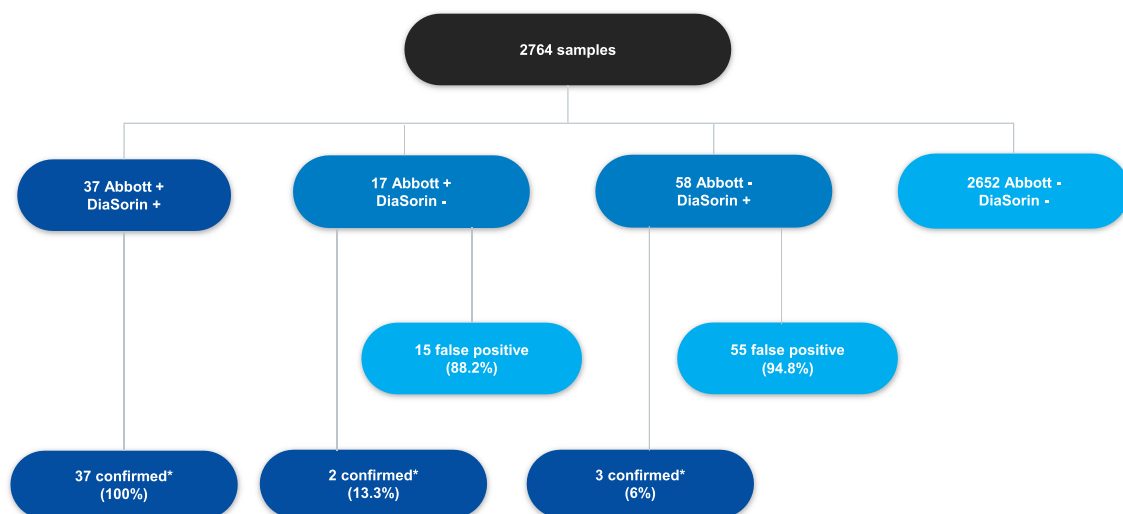 2764 samples
37 Abbott +
DiaSorin +
17 Abbott +
DiaSorin -
58 Abbott -
DiaSorin +
2652 Abbott -
DiaSorin -
15 false positive
(88.2%)
55 false positive
(94.8%)
37 confirmed*
(100%)
2 confirmed*
(13.3%)
3 confirmed*
(6%)